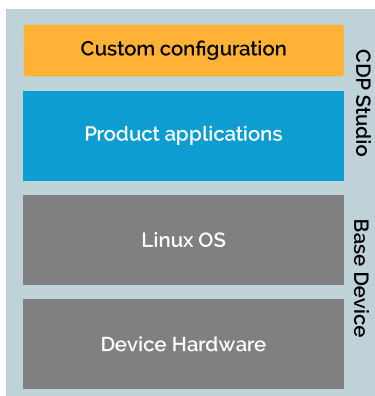 Custom configuration
Product applications
CDP Studio
Linux OS
Device Hardware
Base Device